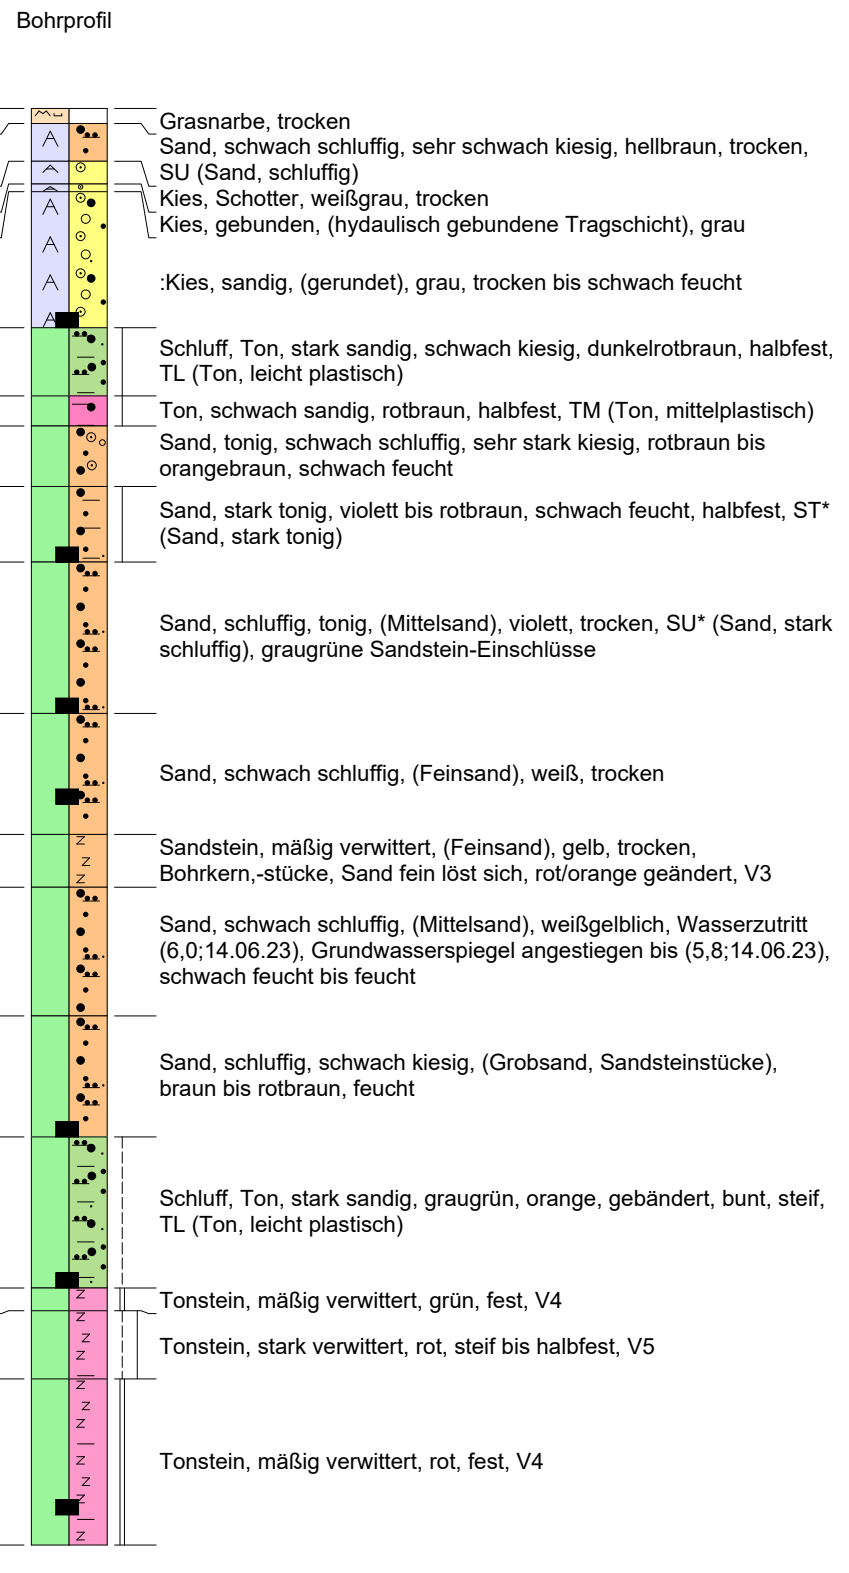 Bohrprofil
Grasnarbe, trocken
Sand, schwach schluffig, sehr schwach kiesig, hellbraun, trocken,
SU (Sand, schluffig)
Kies, Schotter, weißgrau, trocken
Kies, gebunden, (hydaulisch gebundene Tragschicht), grau
:Kies, sandig, (gerundet), grau, trocken bis schwach feucht
Schluff, Ton, stark sandig, schwach kiesig, dunkelrotbraun, halbfest,
TL (Ton, leicht plastisch)
Ton, schwach sandig, rotbraun, halbfest, TM (Ton, mittelplastisch)
Sand, tonig, schwach schluffig, sehr stark kiesig, rotbraun bis
orangebraun, schwach feucht
Sand, stark tonig, violett bis rotbraun, schwach feucht, halbfest, ST*
(Sand, stark tonig)
Sand, schluffig, tonig, (Mittelsand), violett, trocken, SU* (Sand, stark
schluffig), graugrüne Sandstein-Einschlüsse
Sand, schwach schluffig, (Feinsand), weiß, trocken
Sandstein, mäßig verwittert, (Feinsand), gelb, trocken,
Bohrkern,-stücke, Sand fein löst sich, rot/orange geändert, V3
Sand, schwach schluffig, (Mittelsand), weißgelblich, Wasserzutritt
(6,0;14.06.23), Grundwasserspiegel angestiegen bis (5,8;14.06.23),
schwach feucht bis feucht
Sand, schluffig, schwach kiesig, (Grobsand, Sandsteinstücke),
braun bis rotbraun, feucht
Schluff, Ton, stark sandig, graugrün, orange, gebändert, bunt, steif,
TL (Ton, leicht plastisch)
Tonstein, mäßig verwittert, grün, fest, V4
Tonstein, stark verwittert, rot, steif bis halbfest, V5
Tonstein, mäßig verwittert, rot, fest, V4